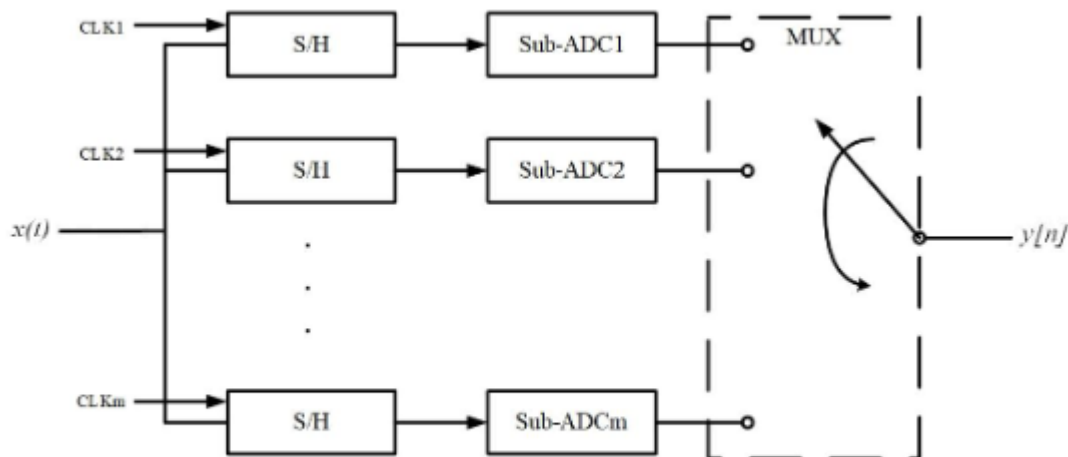 CLK1
S/H
Sub-ADC1
MUX
CLK2
S/H
Sub-ADC2
x(t)
y[n]
CLKm
S/H
Sub-ADCm